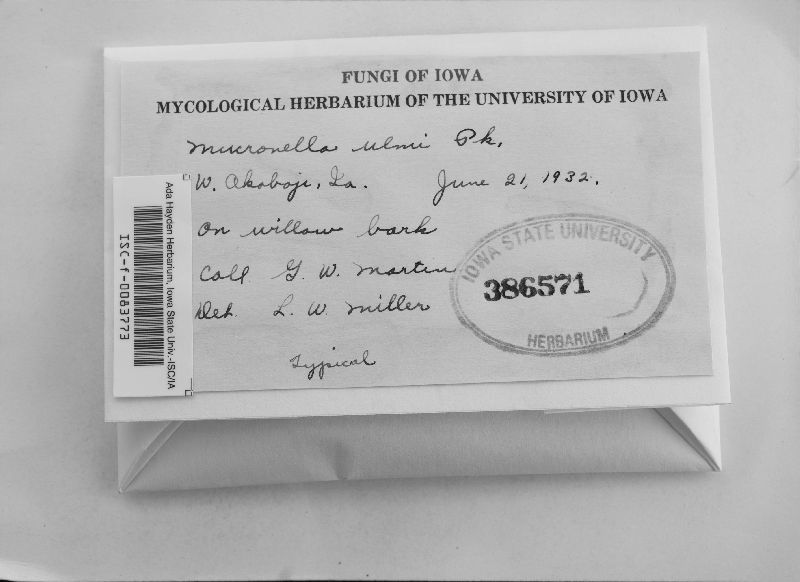 FUNGI OF IOWA
MYCOLOGICAL HERBARIUM OF THE UNIVERSITY OF IOWA
Mucronella ulmi Pk.
W. Okoboji, Ia. June 21, 1932.
On willow bark
Coll G. W. Martin
Det. L. W. Miller
Typical
IOWA STATE UNIVERSITY
386571
HERBARIUM
Ada Hayden Herbarium, Iowa State Univ.-ISC/IA
ISC-f-0083773